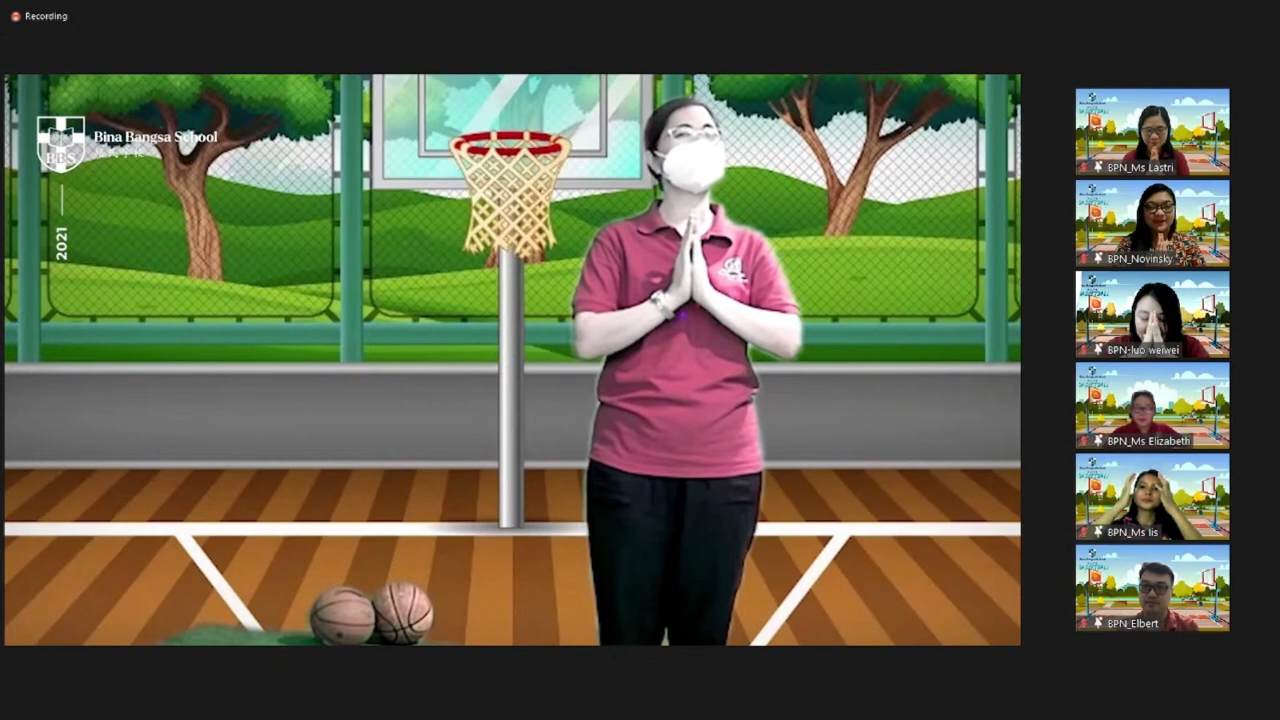 Recording
Bina Bangsa School
BBS
2021
BPN_Ms Lastri
BPN_Novinsky
BPN-luo weiwei
BPN_Ms Elizabeth
BPN_Ms Iis
BPN_Elbert